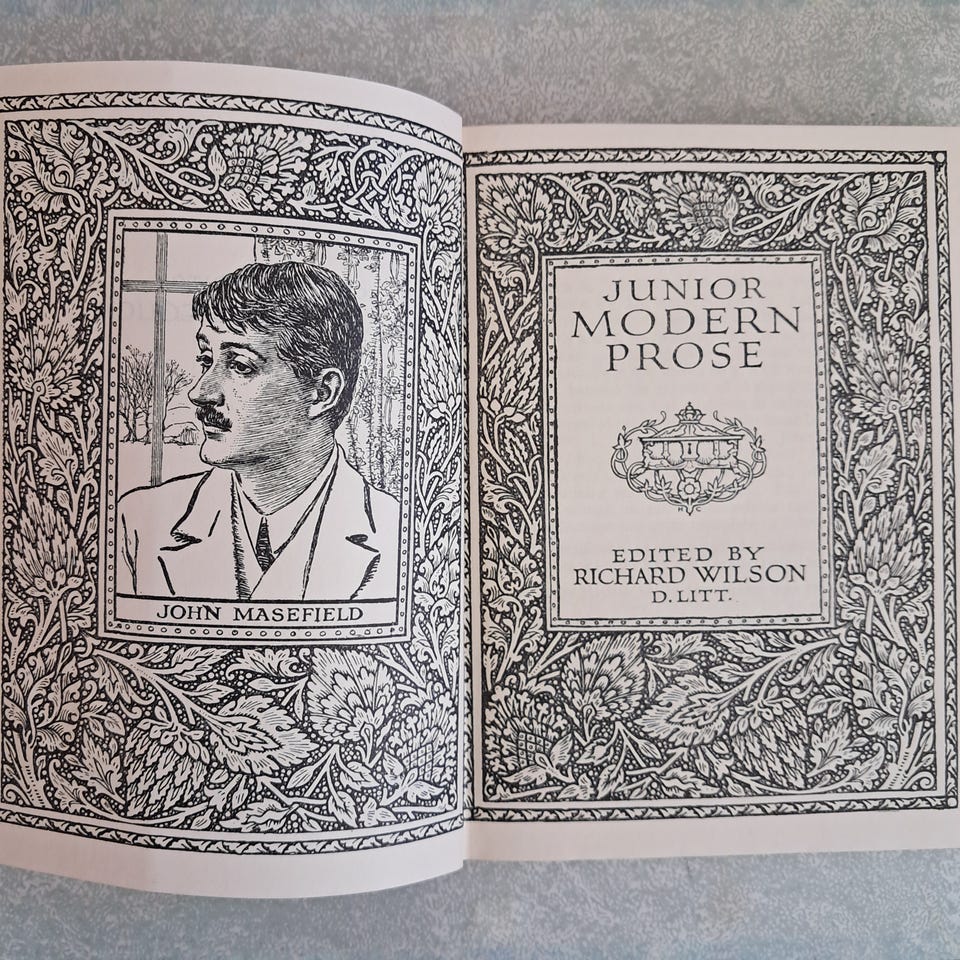 JOHN MASEFIELD
JUNIOR
MODERN
PROSE
EDITED BY
RICHARD WILSON
D. LITT.